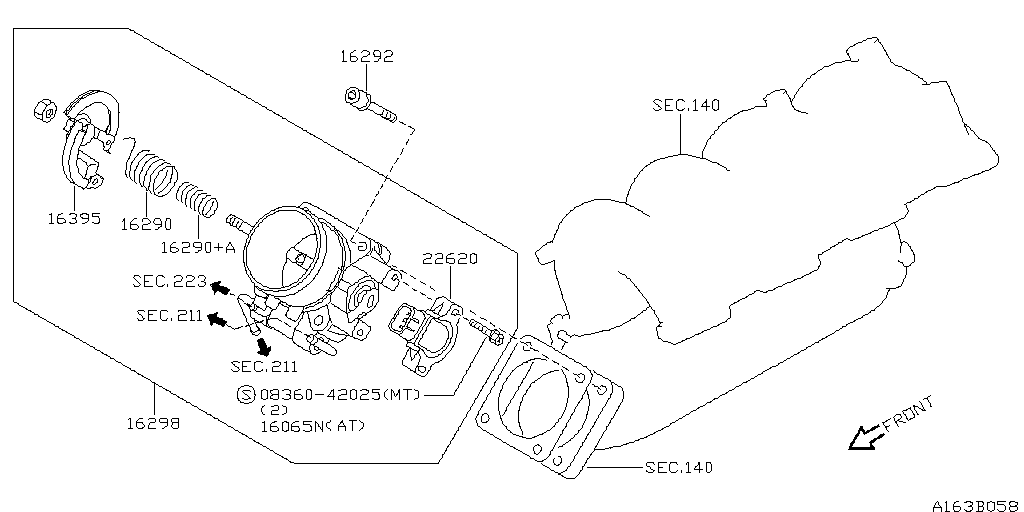 16292
SEC.140
16395
16290
16290+A
22620
SEC.223
SEC.211
SEC.211
S 08360-42025(MT)
(2)
16065N(AT)
16298
FRONT
SEC.140
A163B058